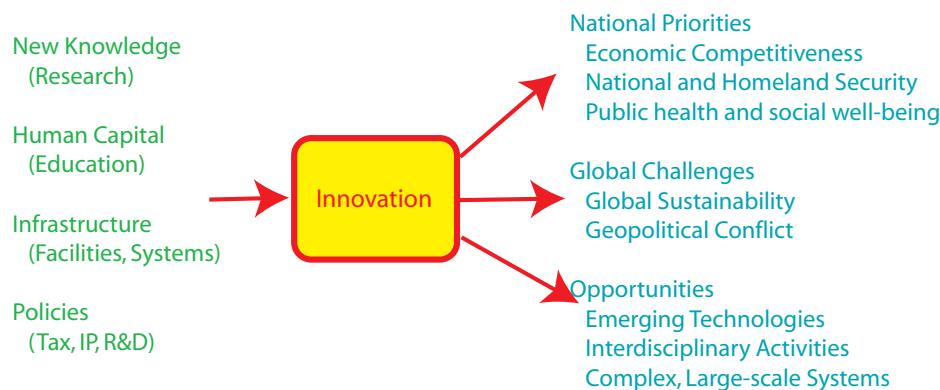 New Knowledge
(Research)
Human Capital
(Education)
Infrastructure
(Facilities, Systems)
Policies
(Tax, IP, R&D)
Innovation
National Priorities
Economic Competitiveness
National and Homeland Security
Public health and social well-being
Global Challenges
Global Sustainability
Geopolitical Conflict
Opportunities
Emerging Technologies
Interdisciplinary Activities
Complex, Large-scale Systems